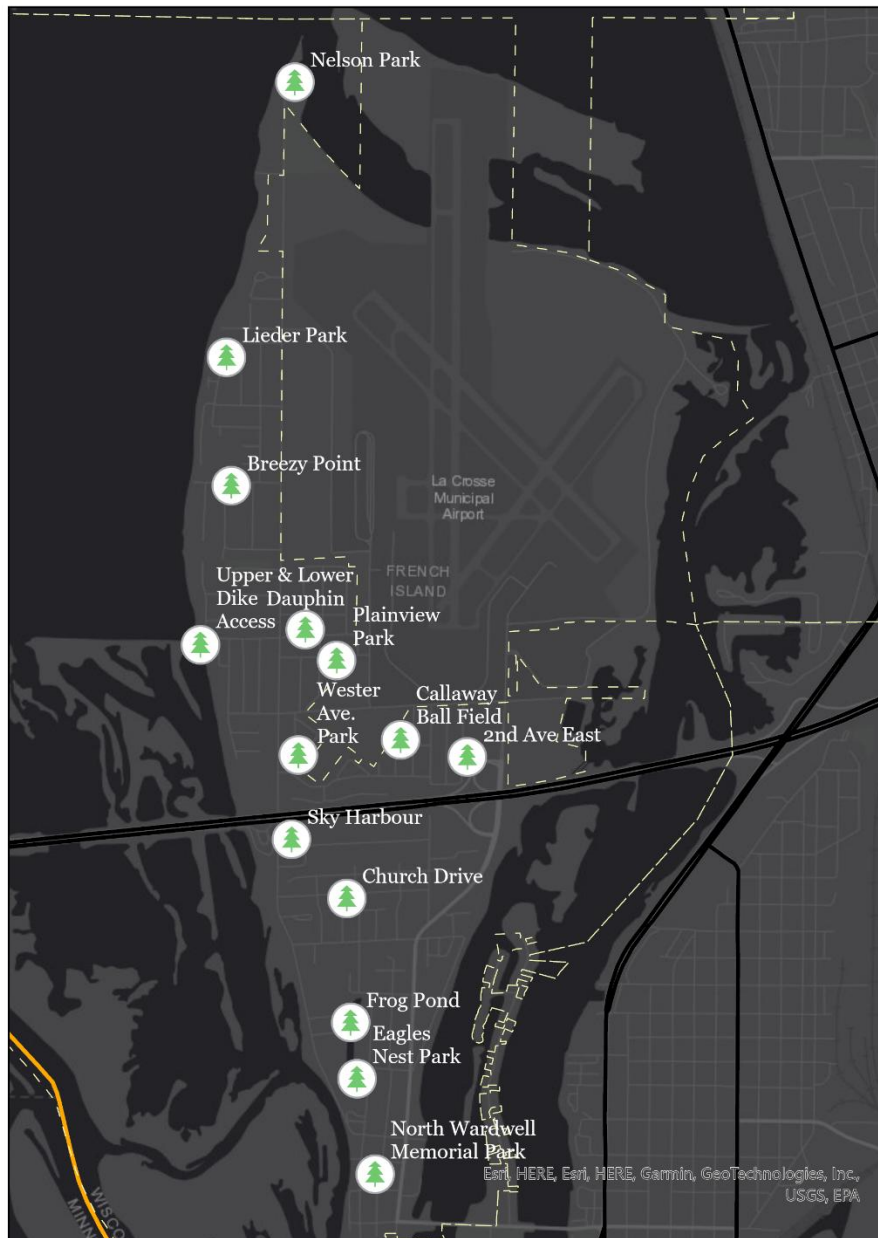 Nelson Park
Lieder Park
Breezy Point
La Crosse
Municipal
Airport
FRENCH
ISLAND
Upper & Lower
Dike Dauphin
Access
Plainview
Park
Wester
Ave.
Park
Callaway
Ball Field
2nd Ave East
Sky Harbour
Church Drive
Frog Pond
Eagles
Nest Park
North Wardwell
Memorial Park
Esri, HERE, Esri, HERE, Garmin, GeoTechnologies, Inc.,
USGS, EPA
WISCO
MINN